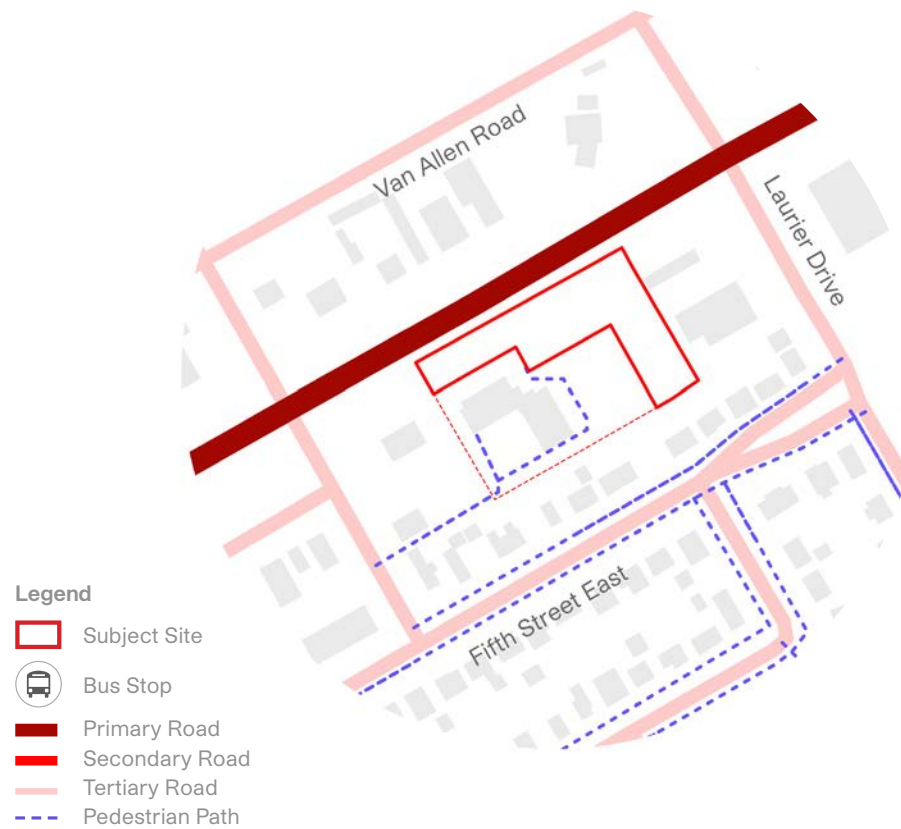 Van Allen Road
Laurier Drive
Fifth Street East
Legend
Subject Site
Bus Stop
Primary Road
Secondary Road
Tertiary Road
Pedestrian Path